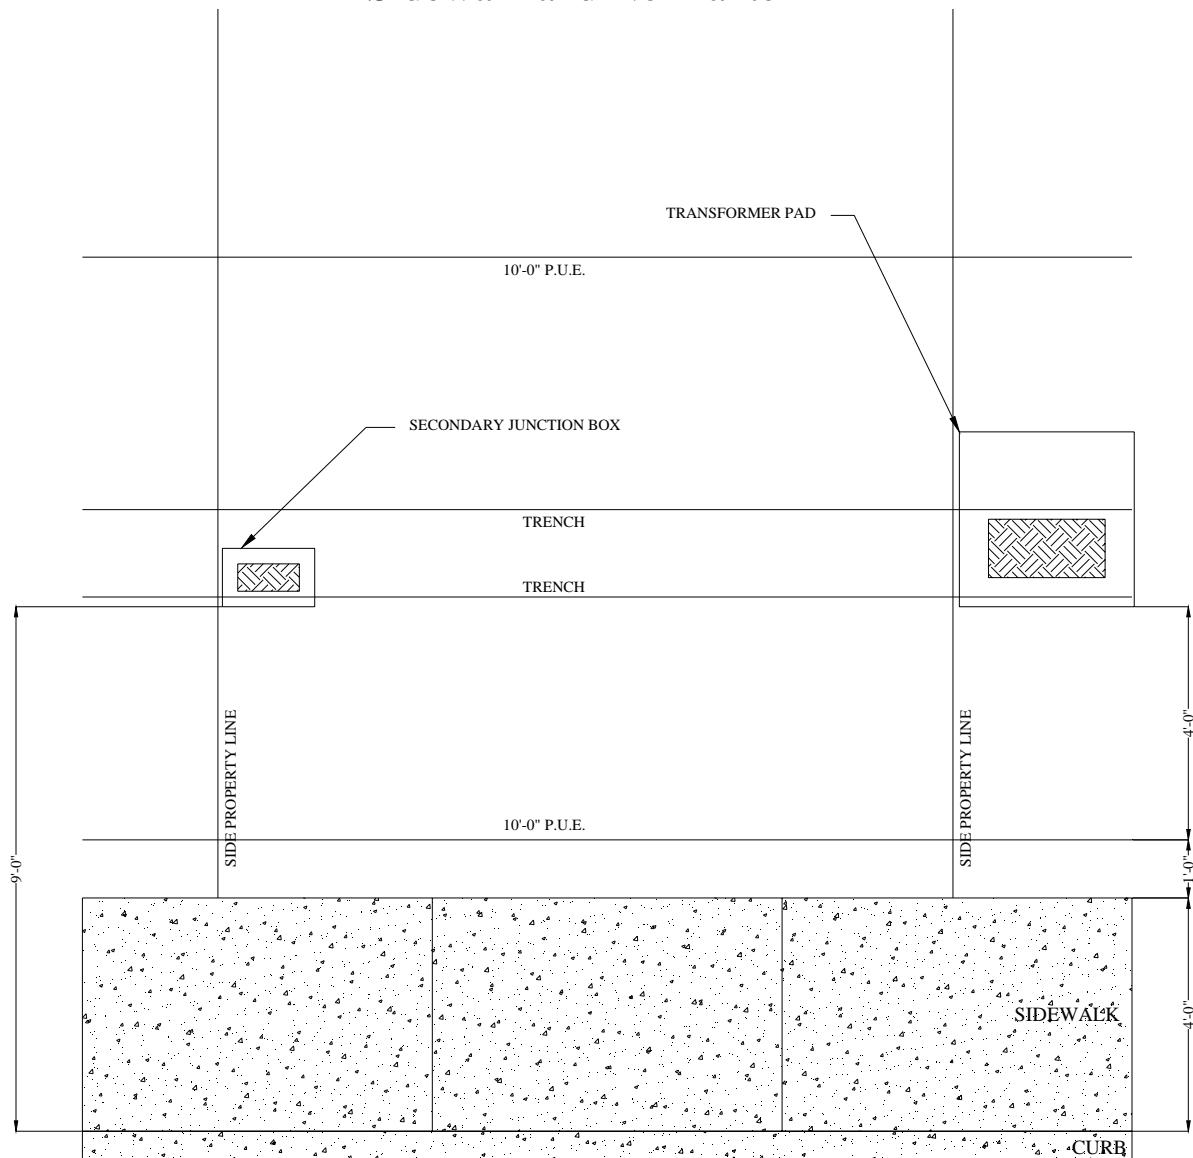 TRANSFORMER PAD
10'-0" P.U.E.
SECONDARY JUNCTION BOX
TRENCH
TRENCH
SIDE PROPERTY LINE
SIDE PROPERTY LINE
4'-0"
10'-0" P.U.E.
9'-0"
1'-0"
SIDEWALK
4'-0"
CURB